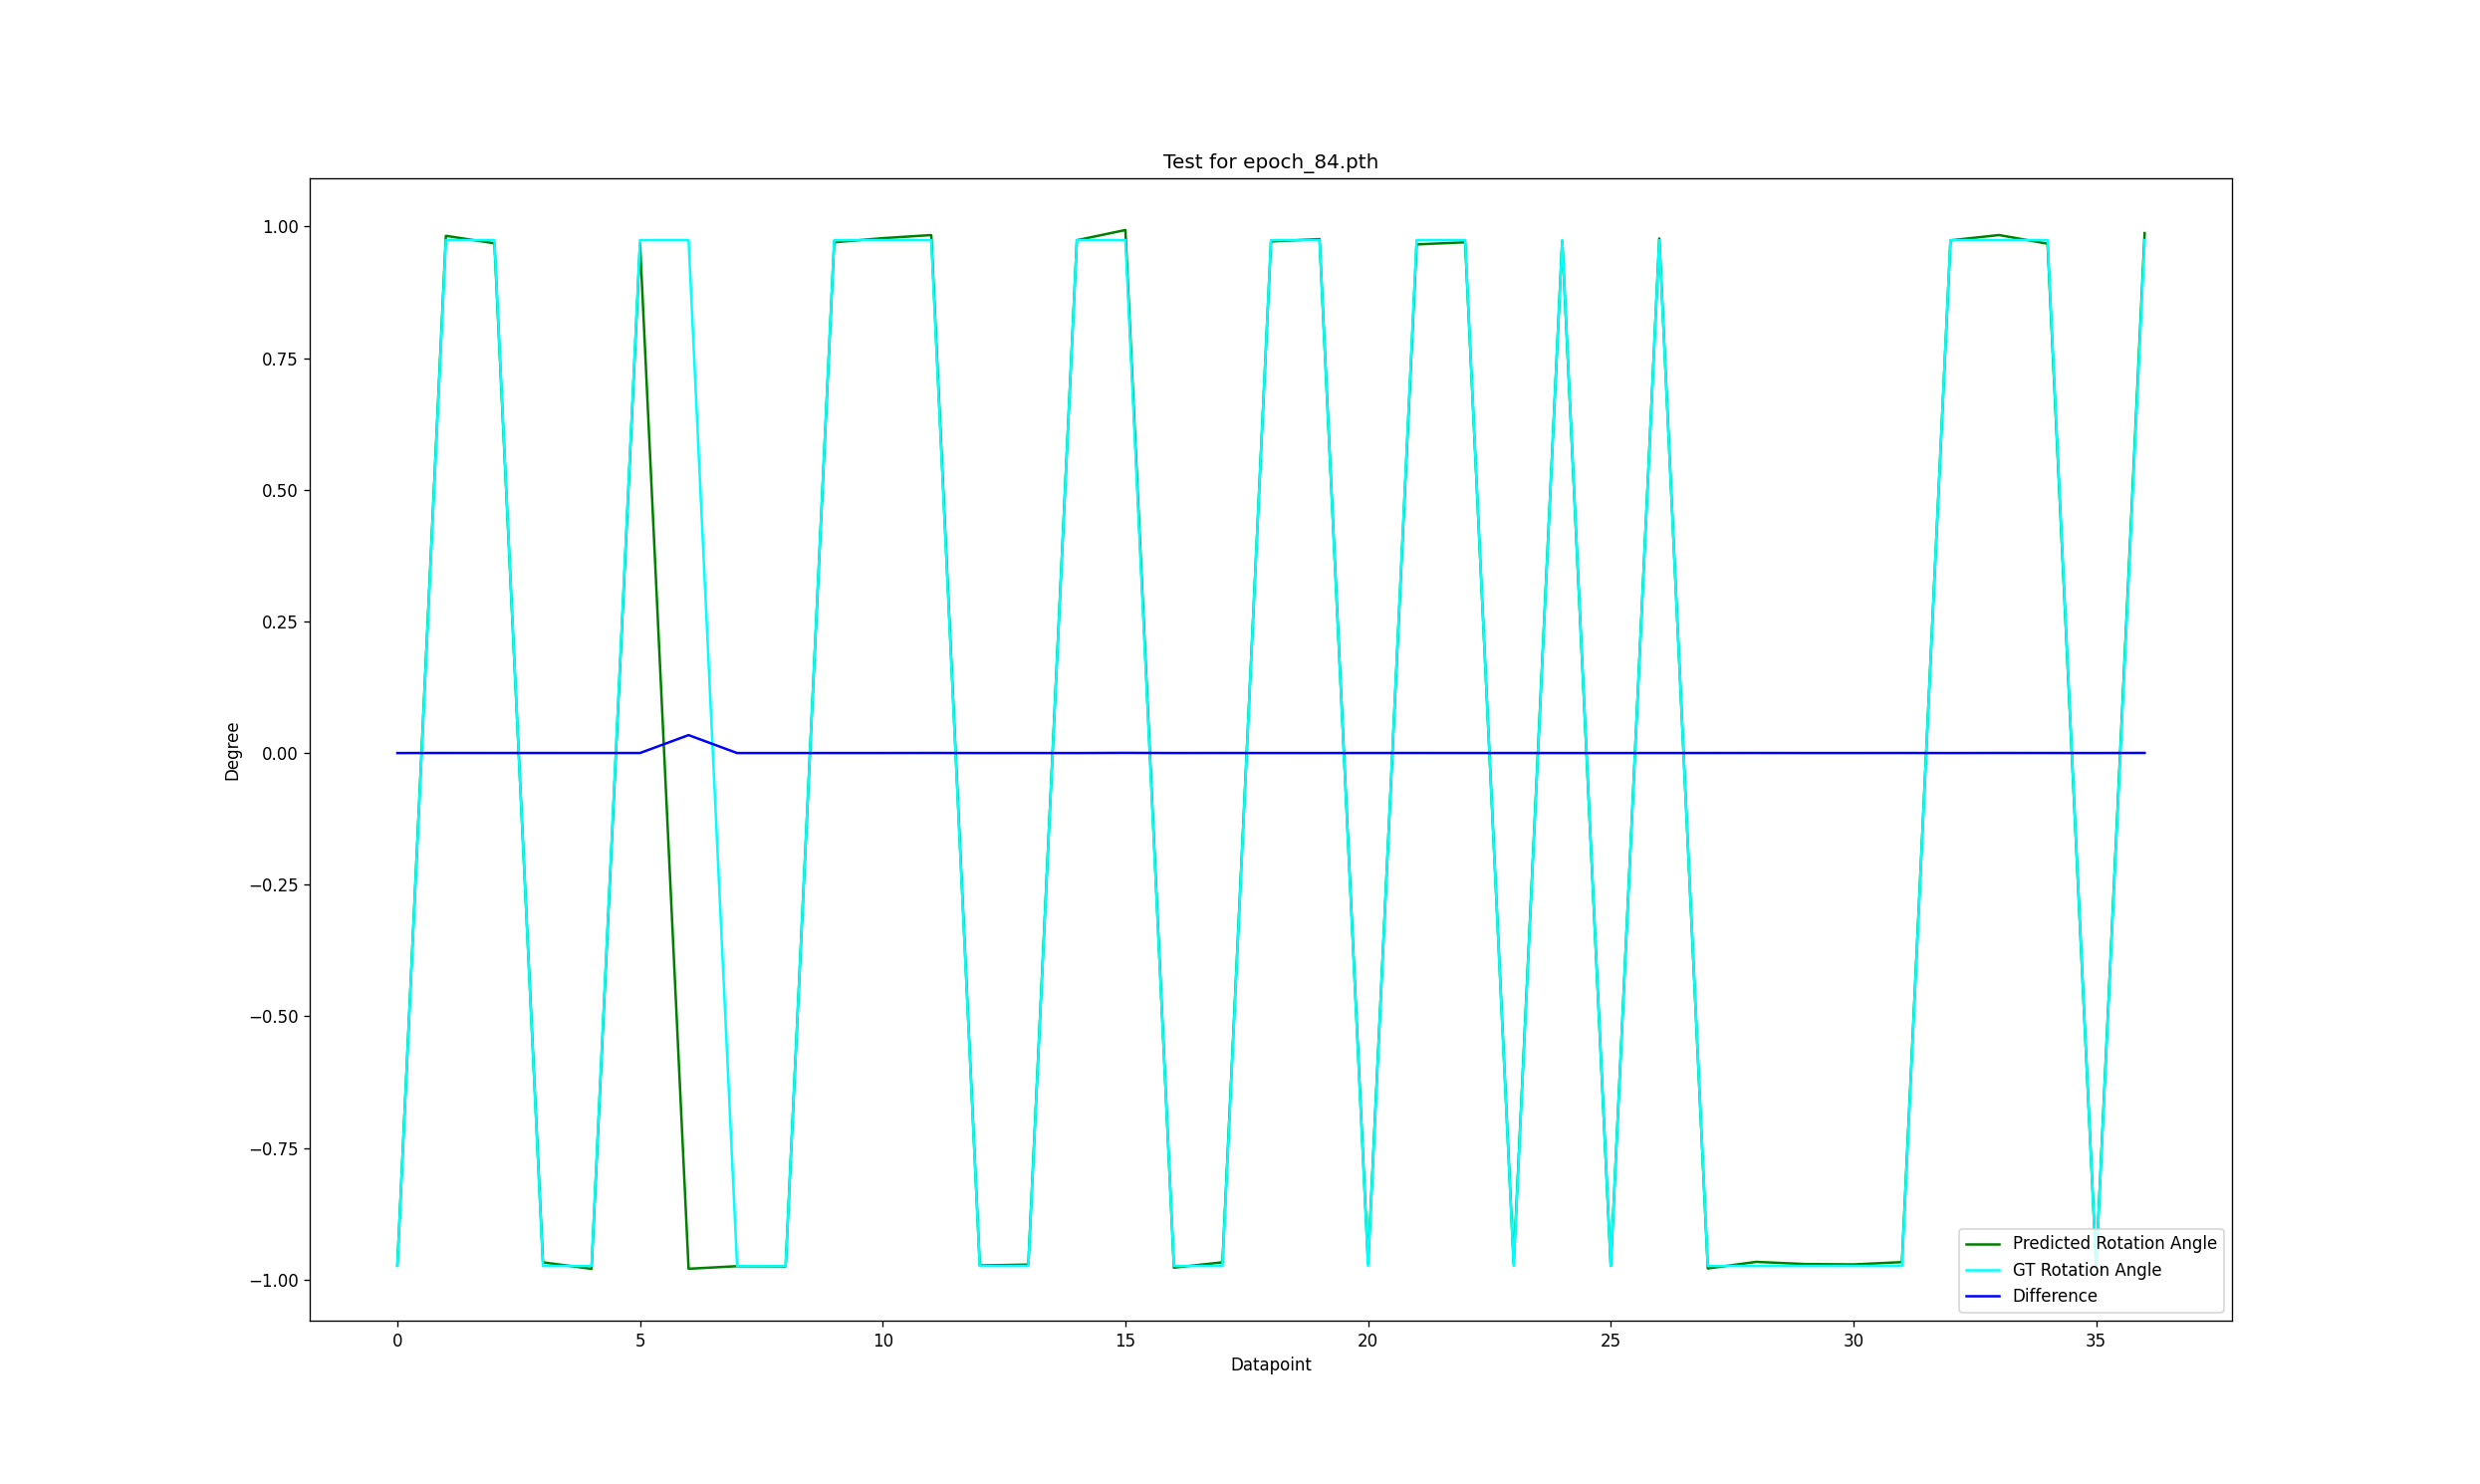 Test for epoch_84.pth
1.00
0.75
0.50
0.25
0.00
−0.25
−0.50
−0.75
−1.00
Degree
0 5 10 15 20 25 30 35
Datapoint
Predicted Rotation Angle
GT Rotation Angle
Difference